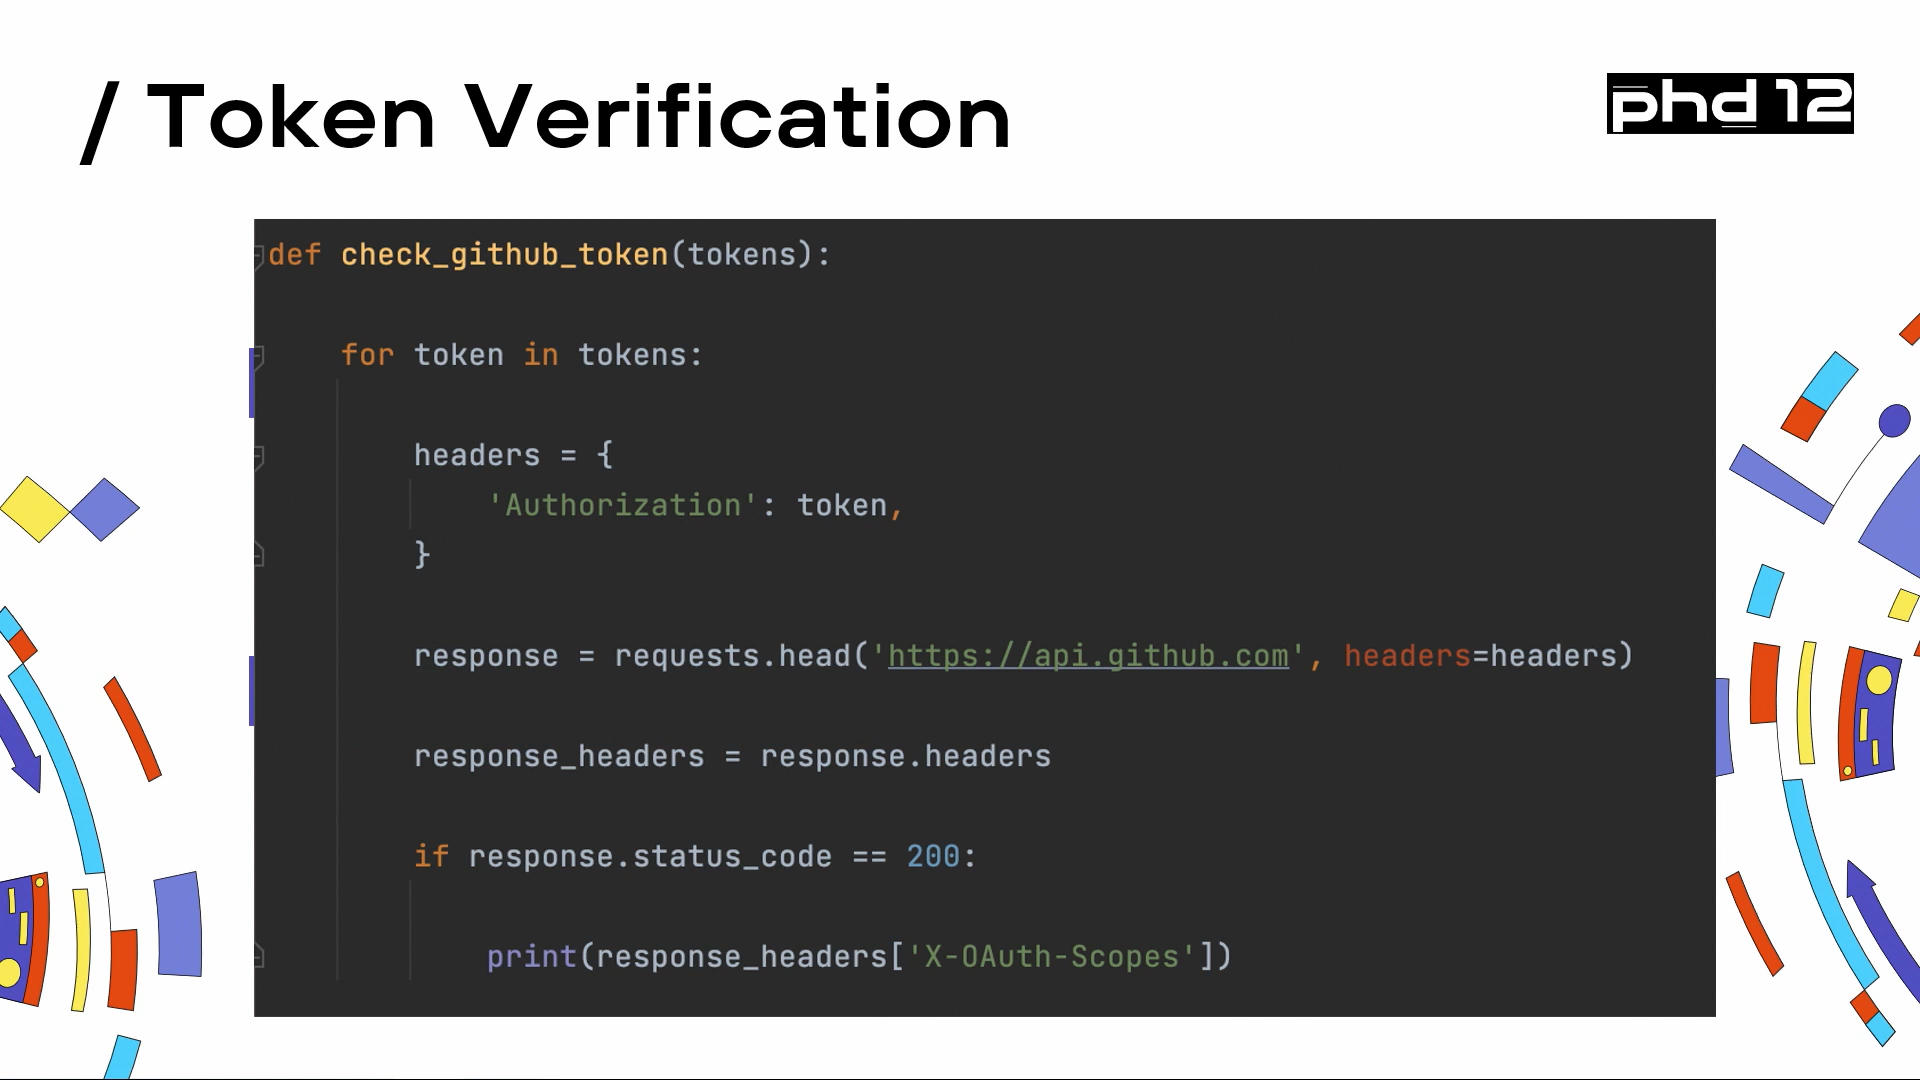 / Token Verification
phd 12
def check_github_token(tokens):
for token in tokens:
headers = {
'Authorization': token,
}
response = requests.head('https://api.github.com', headers=headers)
response_headers = response.headers
if response.status_code == 200:
print(response_headers['X-OAuth-Scopes'])